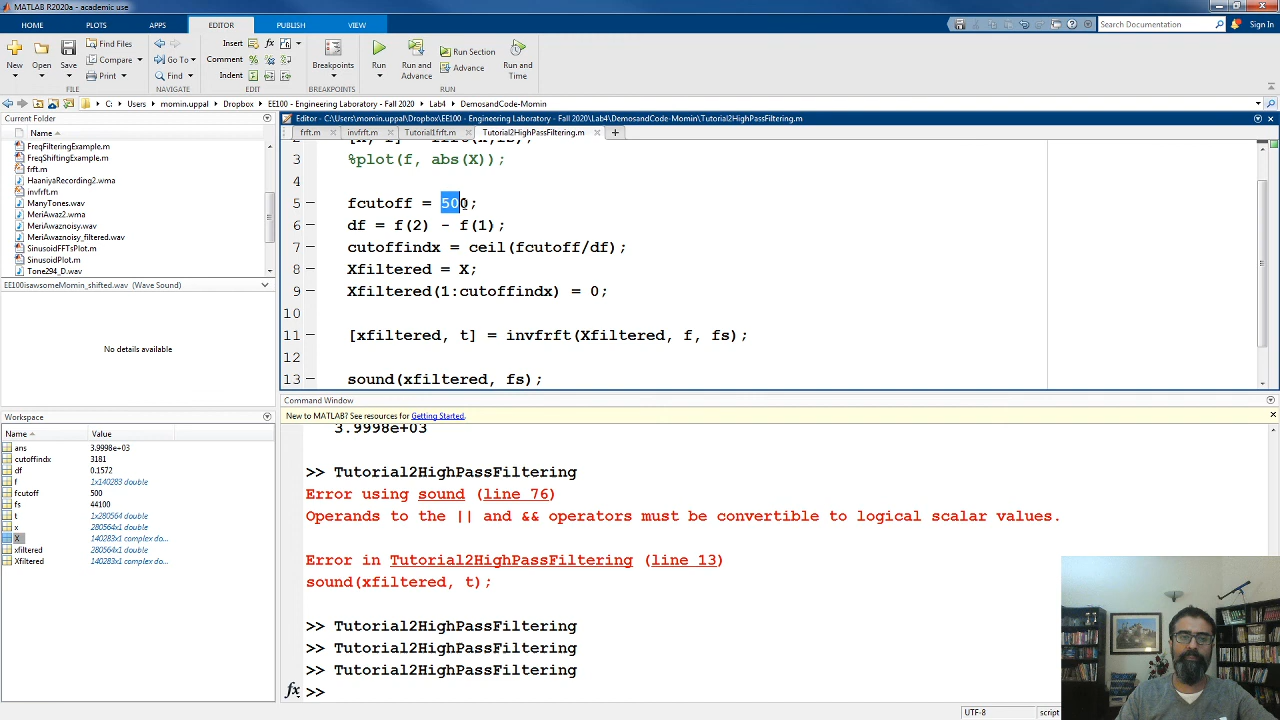 MATLAB R2020a - academic use
HOME PLOTS APPS EDITOR PUBLISH VIEW
Search Documentation
Sign In
New Open Save
Find Files
Compare
Print
Go To
Find
Insert
Comment
Indent
Breakpoints
Run
Run and Advance
Run Section
Advance
Run and Time
FILE NAVIGATE EDIT BREAKPOINTS RUN
C: Users momin.uppal Dropbox EE100 - Engineering Laboratory - Fall 2020 Lab4 DemosandCode-Momin
Current Folder
Name
FreqFilteringExample.m
FreqShiftingExample.m
frft.m
HaaniyaRecording2.wma
invfrft.m
MeriAwaz2.wma
MeriAwaznoisy.wav
MeriAwaznoisy_filtered.wav
SinusoidFFTsPlot.m
SinusoidPlot.m
Tone294_D.wav
EE100isawsomeMomin_shifted.wav (Wave Sound)
No details available
Workspace
Name Value
ans 3.9998e+03
cutoffindx 3181
df 0.1572
f 1x140283 double
fcutoff 500
fs 44100
t 1x280564 double
x 280564x1 double
X 140283x1 complex do...
xfiltered 280564x1 double
Xfiltered 140283x1 complex do...
Editor - C:\Users\momin.uppal\Dropbox\EE100 - Engineering Laboratory - Fall 2020\Lab4\DemosandCode-Momin\Tutorial2HighPassFiltering.m
frft.m invfrft.m Tutorial1frft.m Tutorial2HighPassFiltering.m
3 %plot(f, abs(X));
4
5 fcutoff = 500;
6 df = f(2) - f(1);
7 cutoffindx = ceil(fcutoff/df);
8 Xfiltered = X;
9 Xfiltered(1:cutoffindx) = 0;
10
11 [xfiltered, t] = invfrft(Xfiltered, f, fs);
12
13 sound(xfiltered, fs);
Command Window
New to MATLAB? See resources for Getting Started.
3.9998e+03
>> Tutorial2HighPassFiltering
Error using sound (line 76)
Operands to the || and && operators must be convertible to logical scalar values.
Error in Tutorial2HighPassFiltering (line 13)
sound(xfiltered, t);
>> Tutorial2HighPassFiltering
>> Tutorial2HighPassFiltering
>> Tutorial2HighPassFiltering
fx >>
UTF-8 script